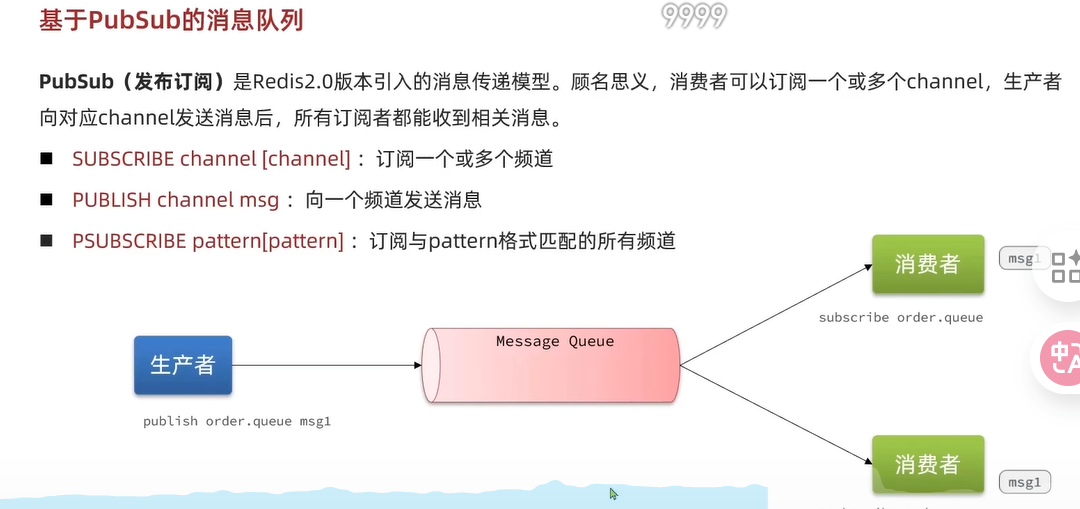 基于PubSub的消息队列
9999
PubSub（发布订阅）是Redis2.0版本引入的消息传递模型。顾名思义，消费者可以订阅一个或多个channel，生产者
向对应channel发送消息后，所有订阅者都能收到相关消息。
SUBSCRIBE channel [channel] ：订阅一个或多个频道
PUBLISH channel msg ：向一个频道发送消息
PSUBSCRIBE pattern[pattern] ：订阅与pattern格式匹配的所有频道
消费者
msg1
subscribe order.queue
Message Queue
生产者
publish order.queue msg1
中
A
消费者
msg1